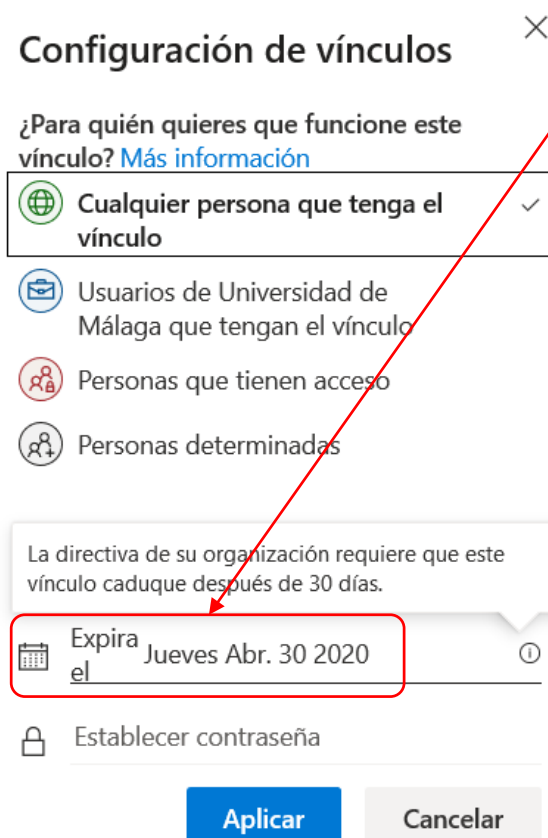 Configuración de vínculos
¿Para quién quieres que funcione este
vínculo? Más información
Cualquier persona que tenga el
vínculo
Usuarios de Universidad de
Málaga que tengan el vínculo
Personas que tienen acceso
Personas determinadas
La directiva de su organización requiere que este
vínculo caduque después de 30 días.
Expira
el
Jueves Abr. 30 2020
Establecer contraseña
Aplicar
Cancelar